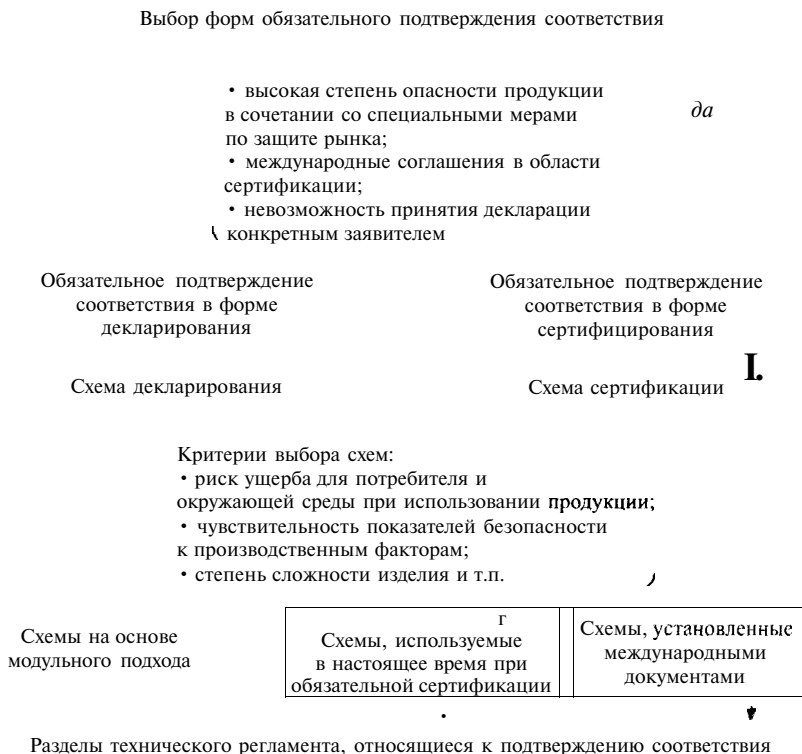 Выбор форм обязательного подтверждения соответствия
• высокая степень опасности продукции
в сочетании со специальными мерами
по защите рынка;
• международные соглашения в области
сертификации;
• невозможность принятия декларации
конкретным заявителем
да
Обязательное подтверждение
соответствия в форме
декларирования
Обязательное подтверждение
соответствия в форме
сертифицирования
Схема декларирования
Схема сертификации
I.
Критерии выбора схем:
• риск ущерба для потребителя и
окружающей среды при использовании продукции;
• чувствительность показателей безопасности
к производственным факторам;
• степень сложности изделия и т.п.
Схемы на основе
модульного подхода
г
Схемы, используемые
в настоящее время при
обязательной сертификации
Схемы, установленные
международными
документами
Разделы технического регламента, относящиеся к подтверждению соответствия